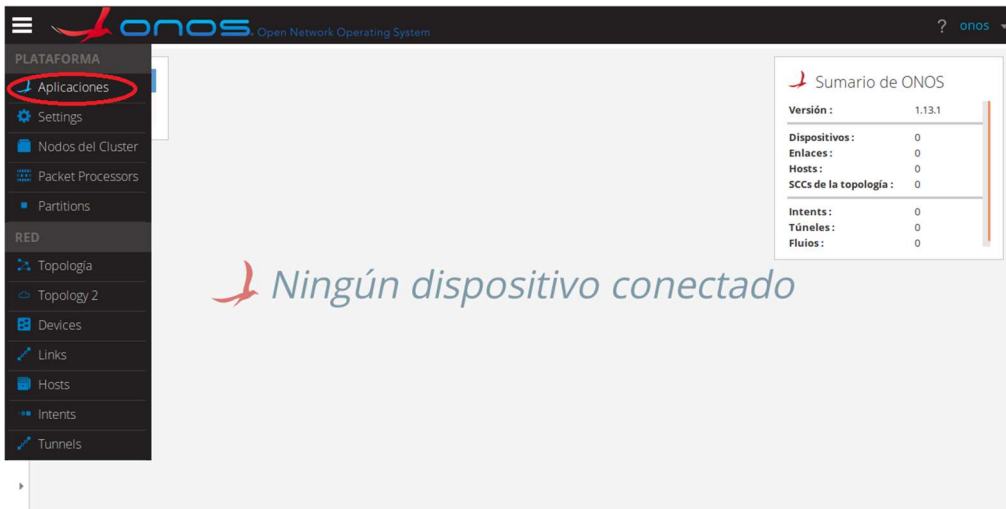 onos Open Network Operating System
? onos
PLATAFORMA
Aplicaciones
Settings
Nodos del Cluster
Packet Processors
Partitions
RED
Topología
Topology 2
Devices
Links
Hosts
Intents
Tunnels
Ningún dispositivo conectado
Sumario de ONOS
Versión : 1.13.1
Dispositivos : 0
Enlaces : 0
Hosts : 0
SCCs de la topología : 0
Intents : 0
Túneles : 0
Flujos : 0